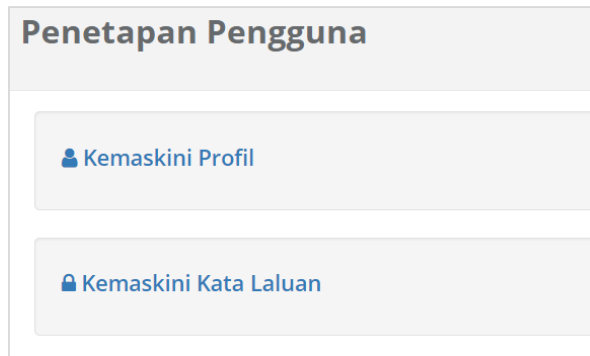 Penetapan Pengguna
Kemaskini Profil
Kemaskini Kata Laluan